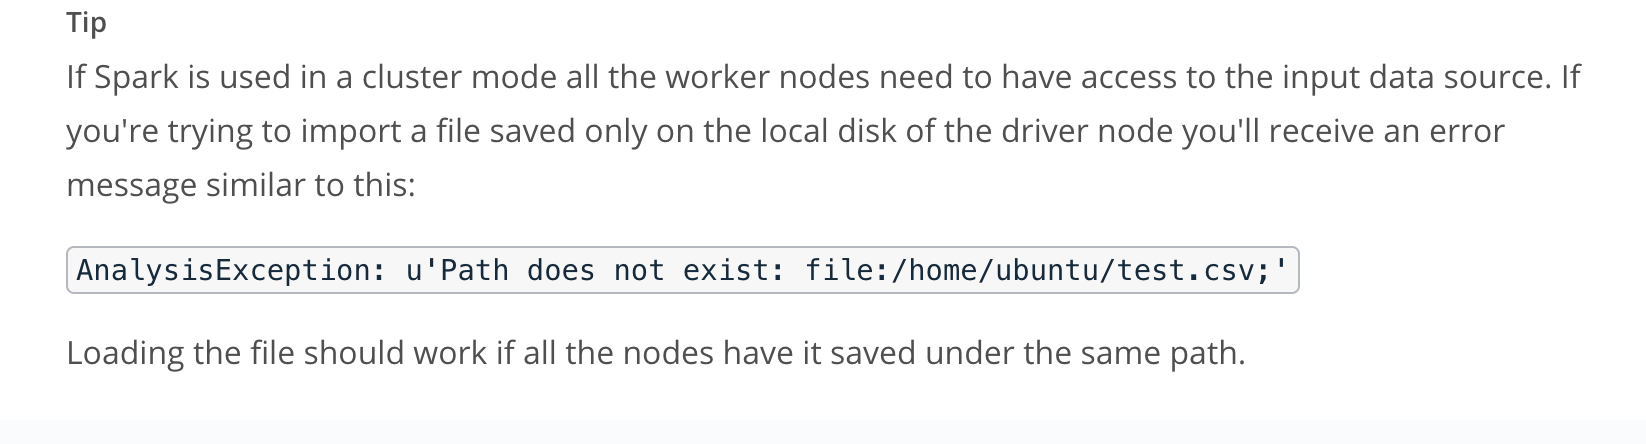 Tip
If Spark is used in a cluster mode all the worker nodes need to have access to the input data source. If
you're trying to import a file saved only on the local disk of the driver node you'll receive an error
message similar to this:
AnalysisException: u'Path does not exist: file:/home/ubuntu/test.csv;'
Loading the file should work if all the nodes have it saved under the same path.